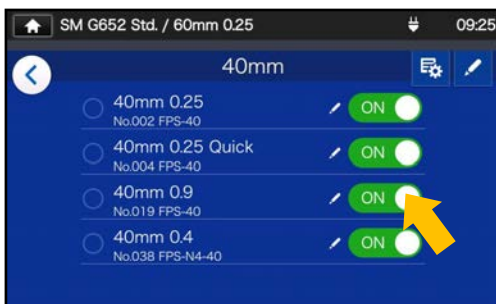 SM G652 Std. / 60mm 0.25 09:25
40mm
40mm 0.25
No.002 FPS-40
ON
40mm 0.25 Quick
No.004 FPS-40
ON
40mm 0.9
No.019 FPS-40
ON
40mm 0.4
No.038 FPS-N4-40
ON